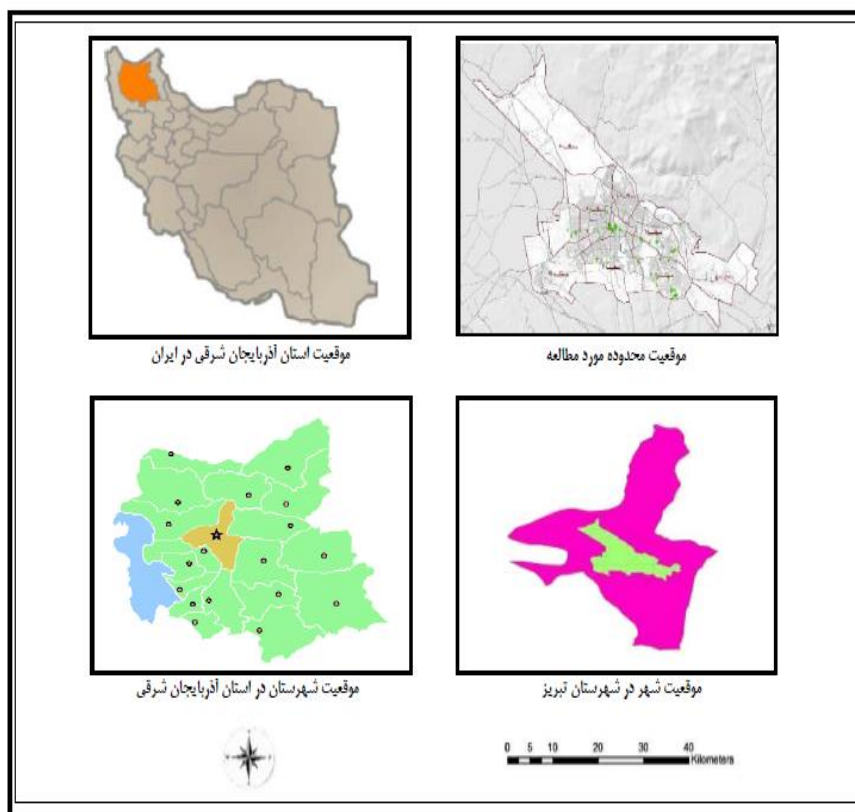 موقعیت محدوده مورد مطالعه
موقعیت استان آذربایجان شرقی در ایران
موقعیت شهر در شهرستان تبریز
موقعیت شهرستان در استان آذربایجان شرقی
0 5 10 20 30 40
Kilometers